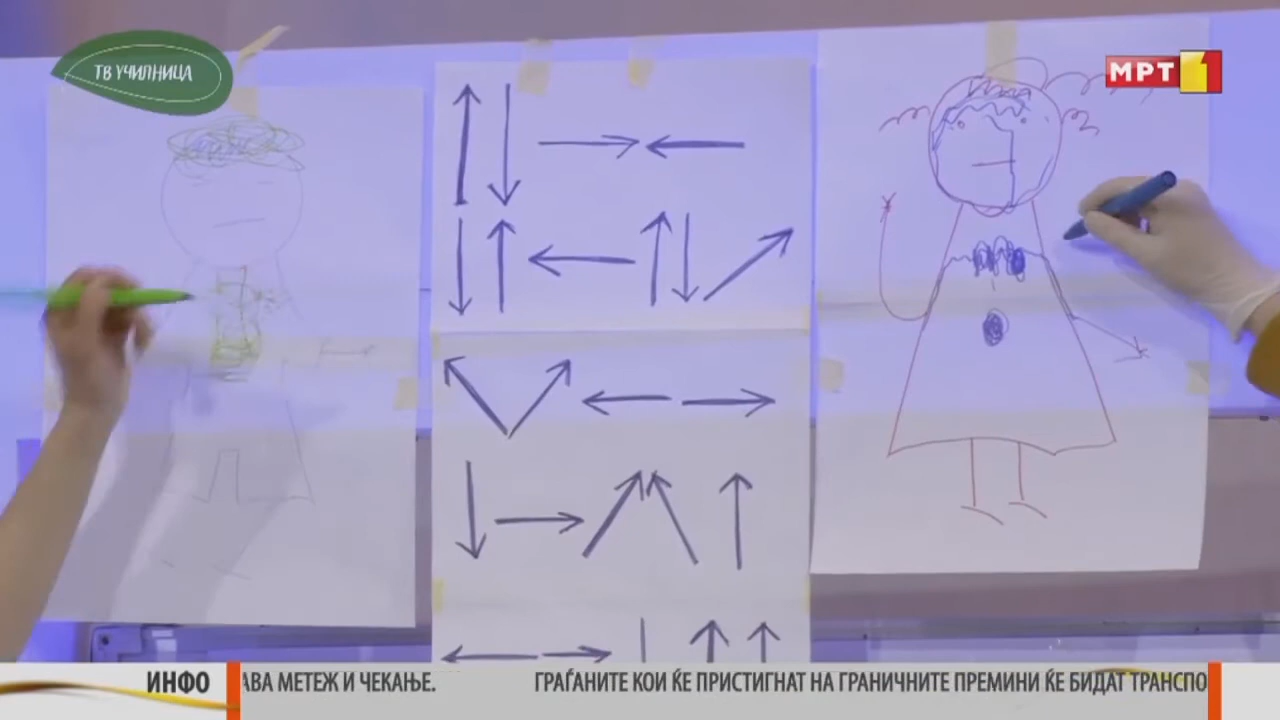 ТВ УЧИЛНИЦА
МРТ 1
ИНФО
АВА МЕТЕЖ И ЧЕКАЊЕ. ГРАЃАНИТЕ КОИ ЌЕ ПРИСТИГНАТ НА ГРАНИЧНИТЕ ПРЕМИНИ ЌЕ БИДАТ ТРАНСПО